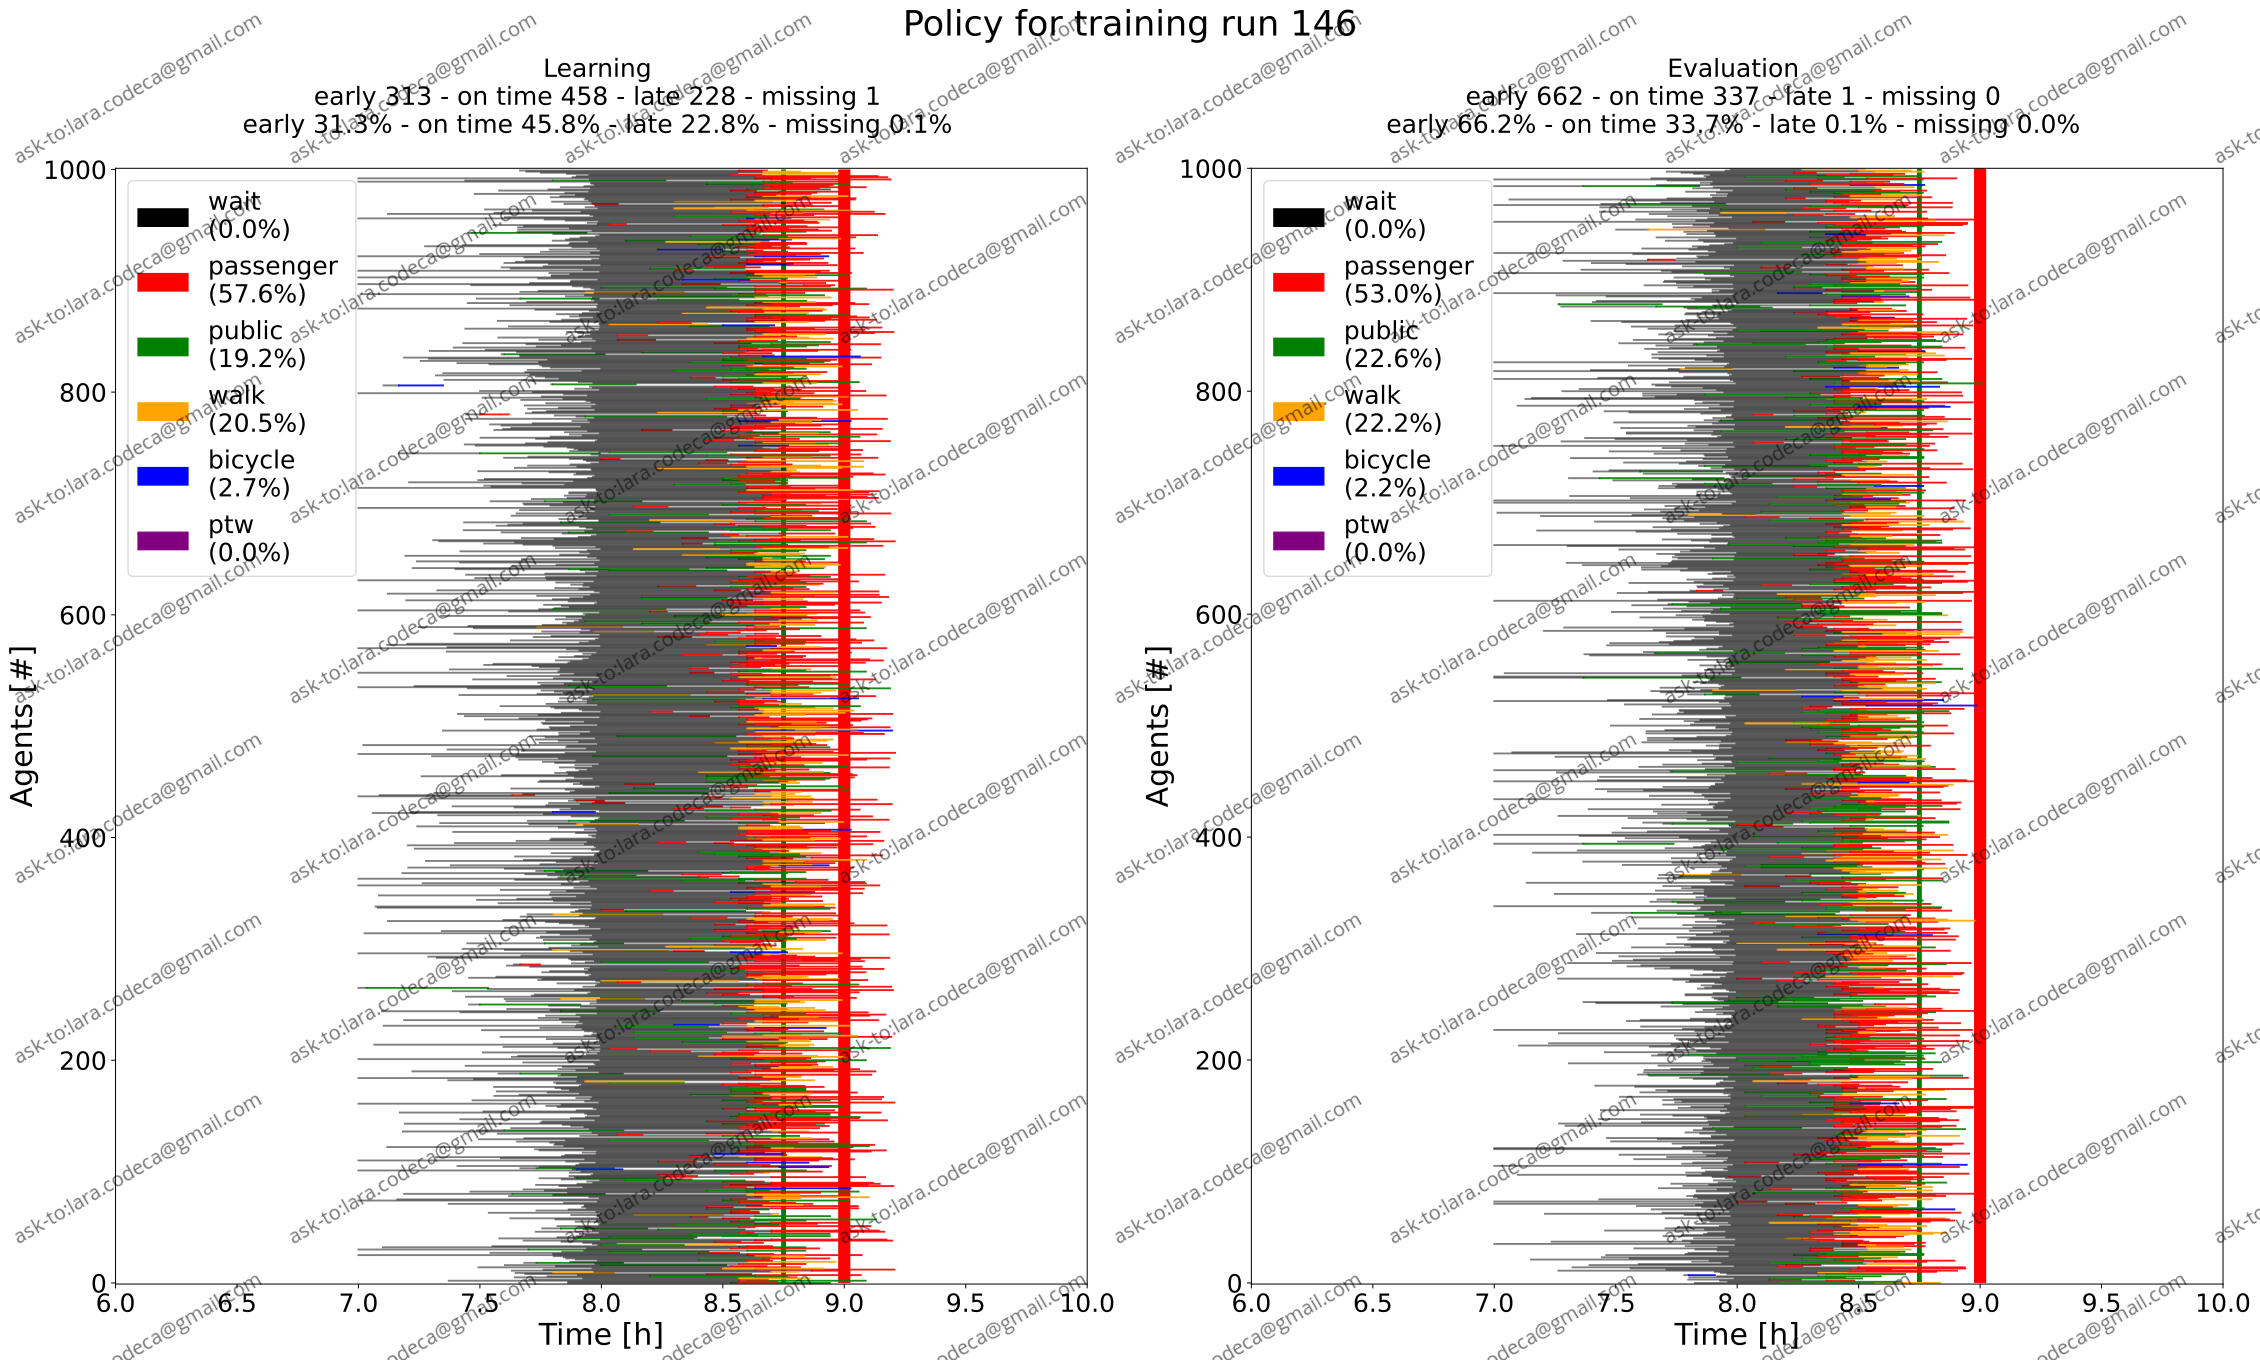 Policy for training run 146
Learning
early 313 - on time 458 - late 228 - missing 1
early 31.3% - on time 45.8% - late 22.8% - missing 0.1%
1000
800
600
400
200
0
Agents [#]
wait
(0.0%)
passenger
(57.6%)
public
(19.2%)
walk
(20.5%)
bicycle
(2.7%)
ptw
(0.0%)
6.0 6.5 7.0 7.5 8.0 8.5 9.0 9.5 10.0
Time [h]
Evaluation
early 662 - on time 337 - late 1 - missing 0
early 66.2% - on time 33.7% - late 0.1% - missing 0.0%
1000
800
600
400
200
0
Agents [#]
wait
(0.0%)
passenger
(53.0%)
public
(22.6%)
walk
(22.2%)
bicycle
(2.2%)
ptw
(0.0%)
6.0 6.5 7.0 7.5 8.0 8.5 9.0 9.5 10.0
Time [h]
ask-to:lara.codeca@gmail.com